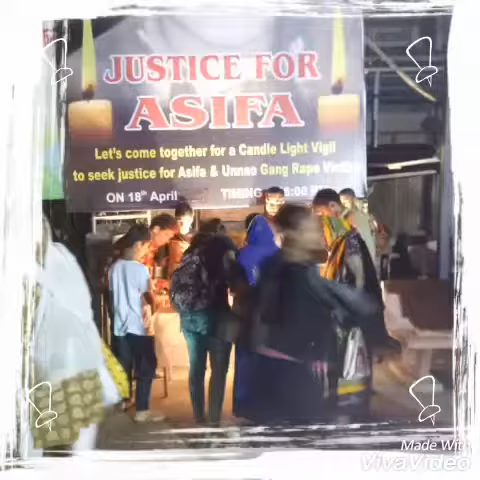 JUSTICE FOR
ASIFA
Let's come together for a Candle Light Vigil
to seek justice for Asifa & Unnao Gang Rape
ON 18th April TIMING
Made With
VivaVideo